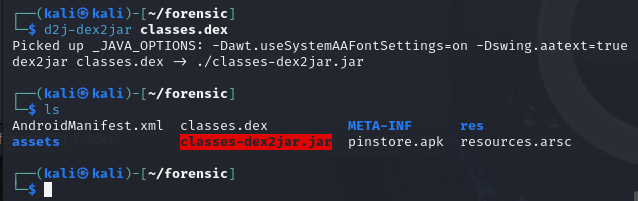 ┌──(kali㉿kali)-[~/forensic]
└─$ d2j-dex2jar classes.dex
Picked up _JAVA_OPTIONS: -Dawt.useSystemAAFontSettings=on -Dswing.aatext=true
dex2jar classes.dex -> ./classes-dex2jar.jar
┌──(kali㉿kali)-[~/forensic]
└─$ ls
AndroidManifest.xml classes.dex META-INF res
assets classes-dex2jar.jar pinstore.apk resources.arsc
┌──(kali㉿kali)-[~/forensic]
└─$